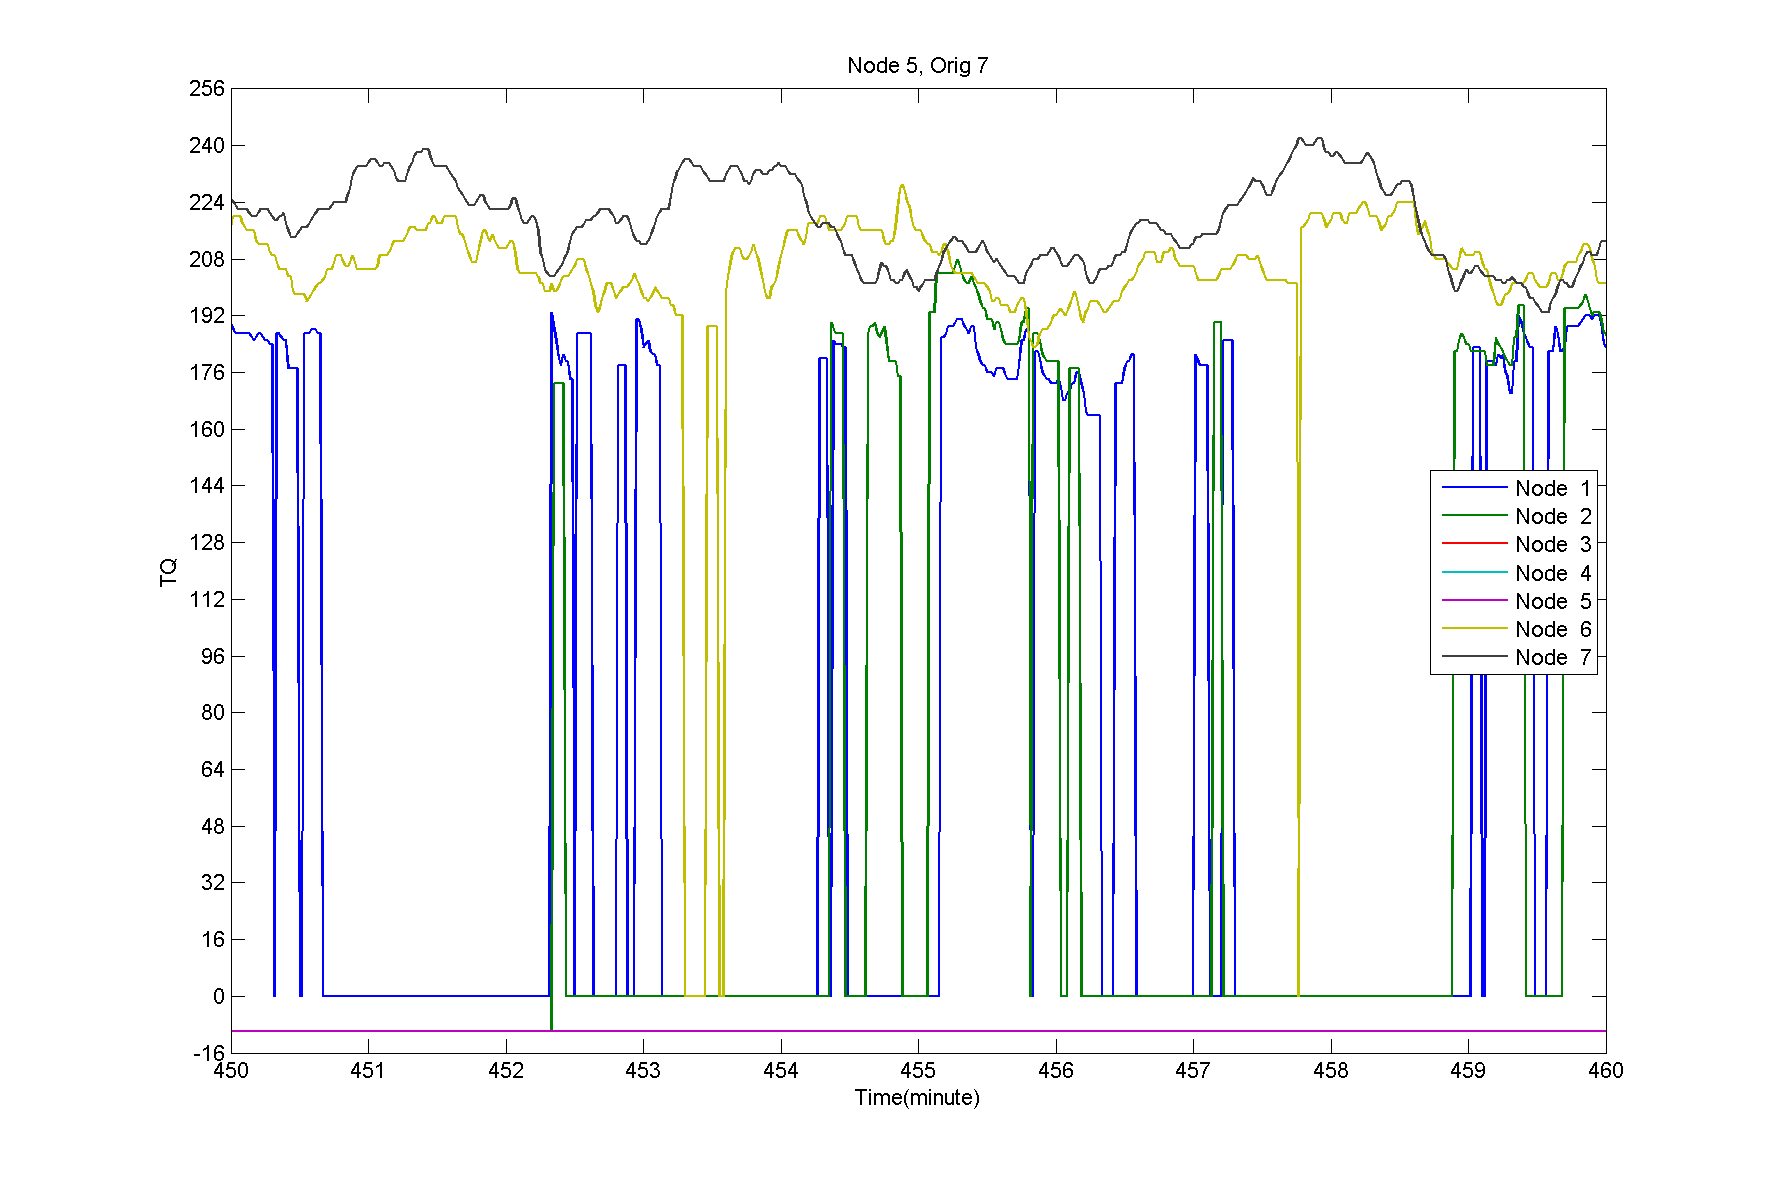 Node 5, Orig 7
256
240
224
208
192
176
160
144
128
112
96
80
64
48
32
16
0
-16
TQ
450 451 452 453 454 455 456 457 458 459 460
Time(minute)
Node 1
Node 2
Node 3
Node 4
Node 5
Node 6
Node 7